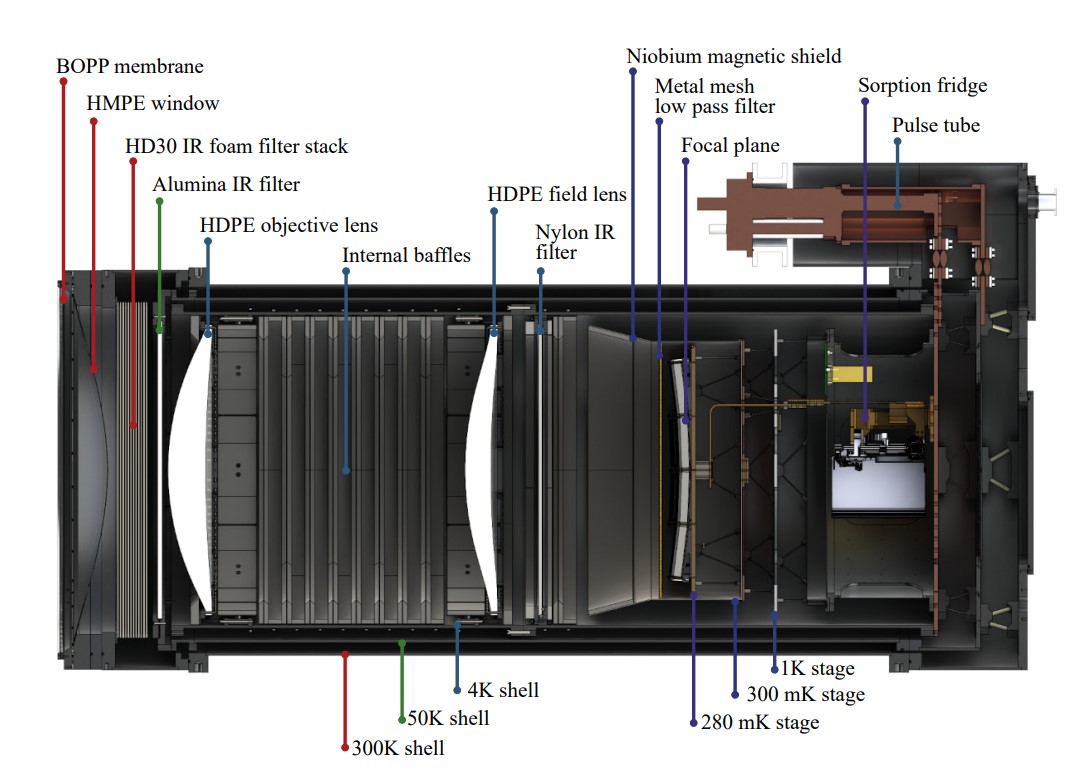 BOPP membrane
HMPE window
HD30 IR foam filter stack
Alumina IR filter
HDPE objective lens
Internal baffles
HDPE field lens
Nylon IR
filter
Niobium magnetic shield
Metal mesh
low pass filter
Focal plane
Sorption fridge
Pulse tube
1K stage
300 mK stage
280 mK stage
4K shell
50K shell
300K shell